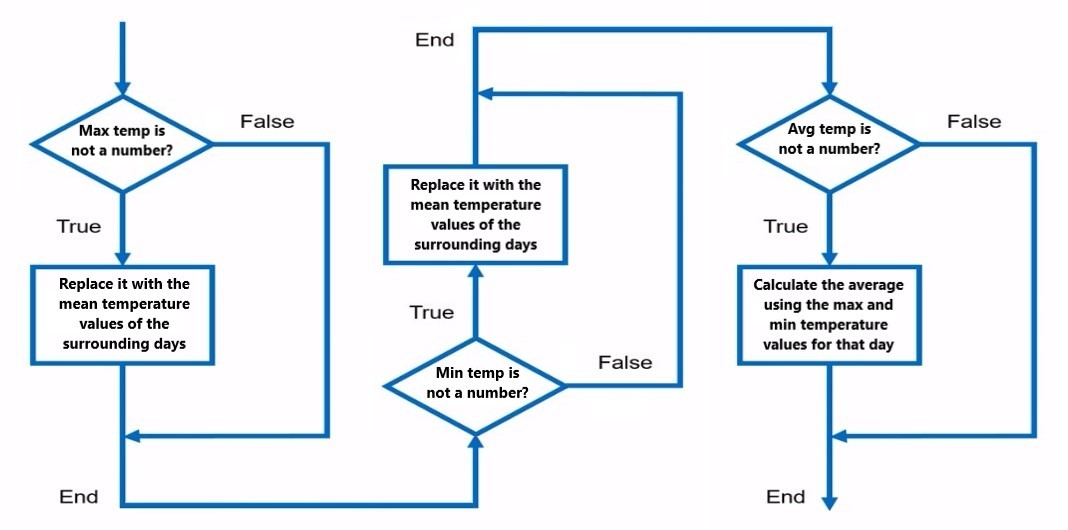 Max temp is
not a number?
False
True
Replace it with the
mean temperature
values of the
surrounding days
End
Min temp is
not a number?
False
True
Replace it with the
mean temperature
values of the
surrounding days
End
Avg temp is
not a number?
False
True
Calculate the average
using the max and
min temperature
values for that day
End